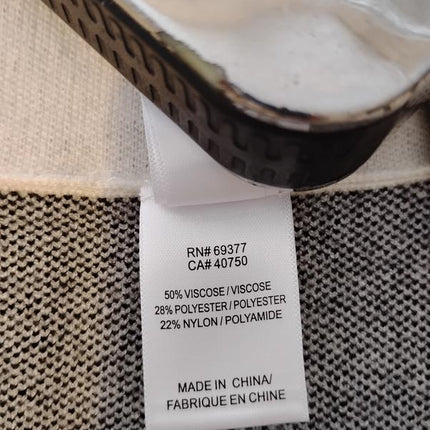 RN# 69377
CA# 40750
50% VISCOSE / VISCOSE
28% POLYESTER / POLYESTER
22% NYLON / POLYAMIDE
MADE IN CHINA/
FABRIQUE EN CHINE